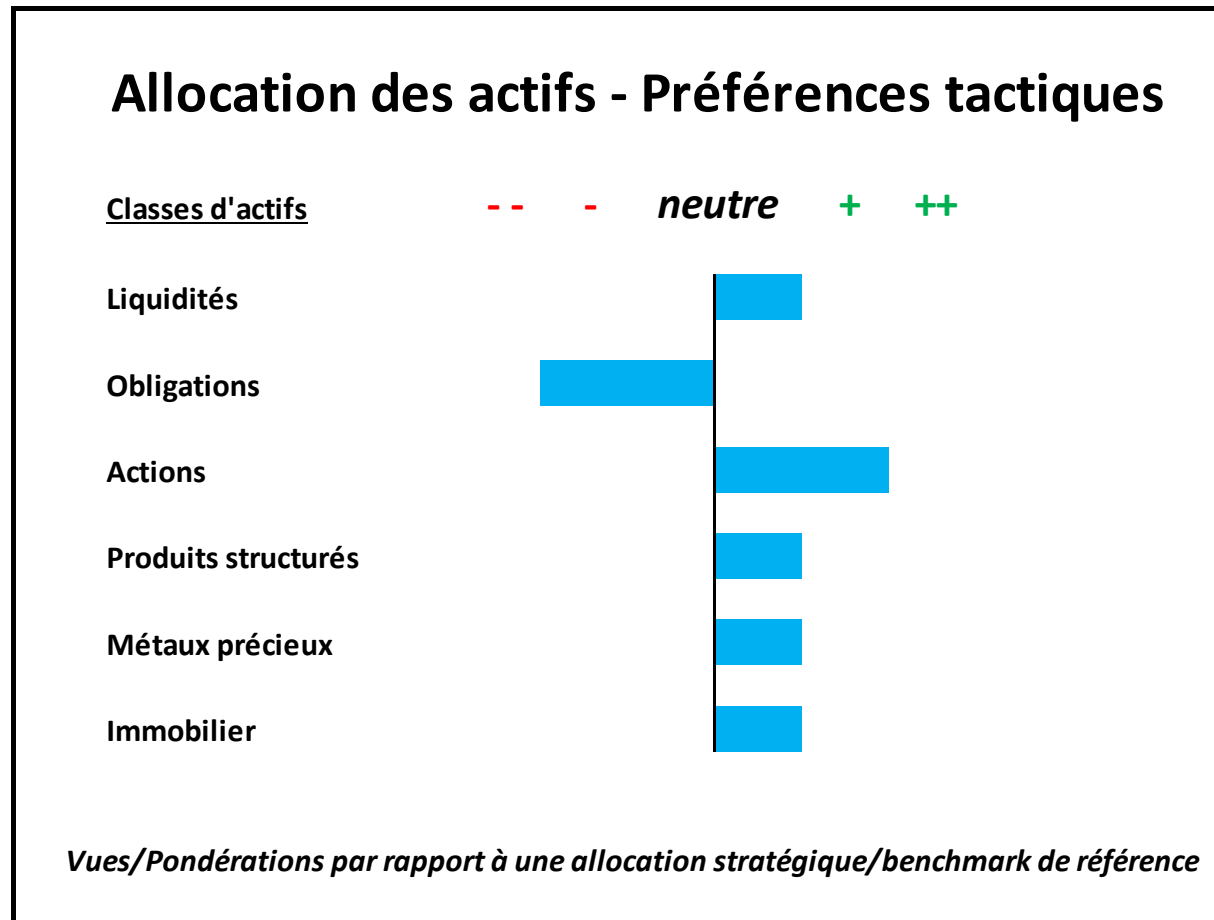 Allocation des actifs - Préférences tactiques
Classes d'actifs -- - neutre + ++
Liquidités
Obligations
Actions
Produits structurés
Métaux précieux
Immobilier
Vues/Pondérations par rapport à une allocation stratégique/benchmark de référence